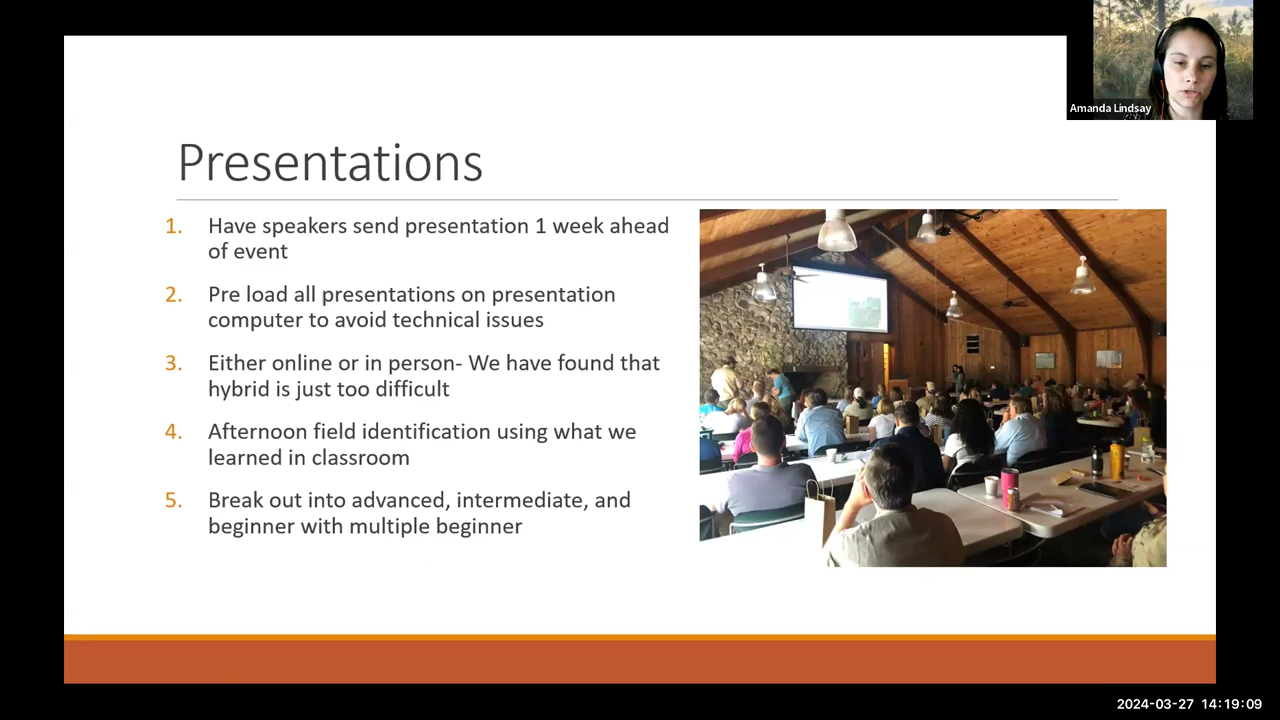 Amanda Lindsay
Presentations
1. Have speakers send presentation 1 week ahead
of event
2. Pre load all presentations on presentation
computer to avoid technical issues
3. Either online or in person- We have found that
hybrid is just too difficult
4. Afternoon field identification using what we
learned in classroom
5. Break out into advanced, intermediate, and
beginner with multiple beginner
2024-03-27 14:19:09